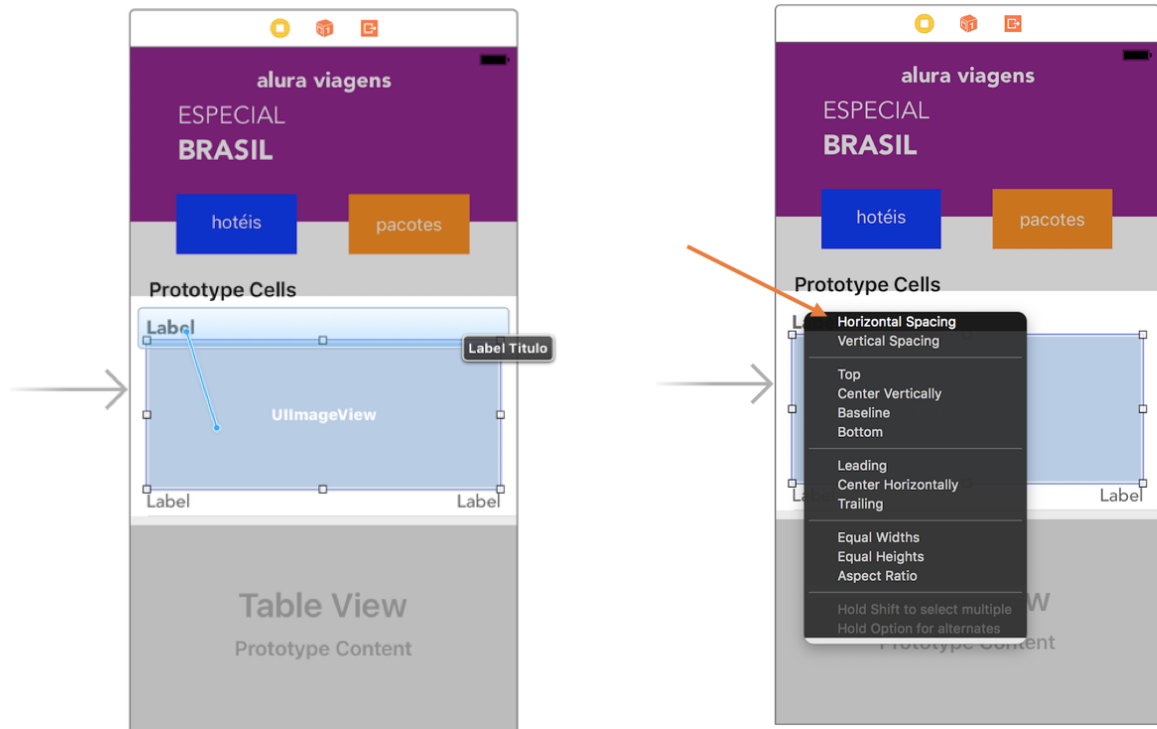 alura viagens
ESPECIAL
BRASIL
hotéis
pacotes
Prototype Cells
Label
Label Titulo
UIImageView
Label
Label
Table View
Prototype Content
alura viagens
ESPECIAL
BRASIL
hotéis
pacotes
Prototype Cells
Horizontal Spacing
Vertical Spacing
Top
Center Vertically
Baseline
Bottom
Leading
Center Horizontally
Trailing
Label
Equal Widths
Equal Heights
Aspect Ratio
Hold Shift to select multiple
Hold Option for alternates